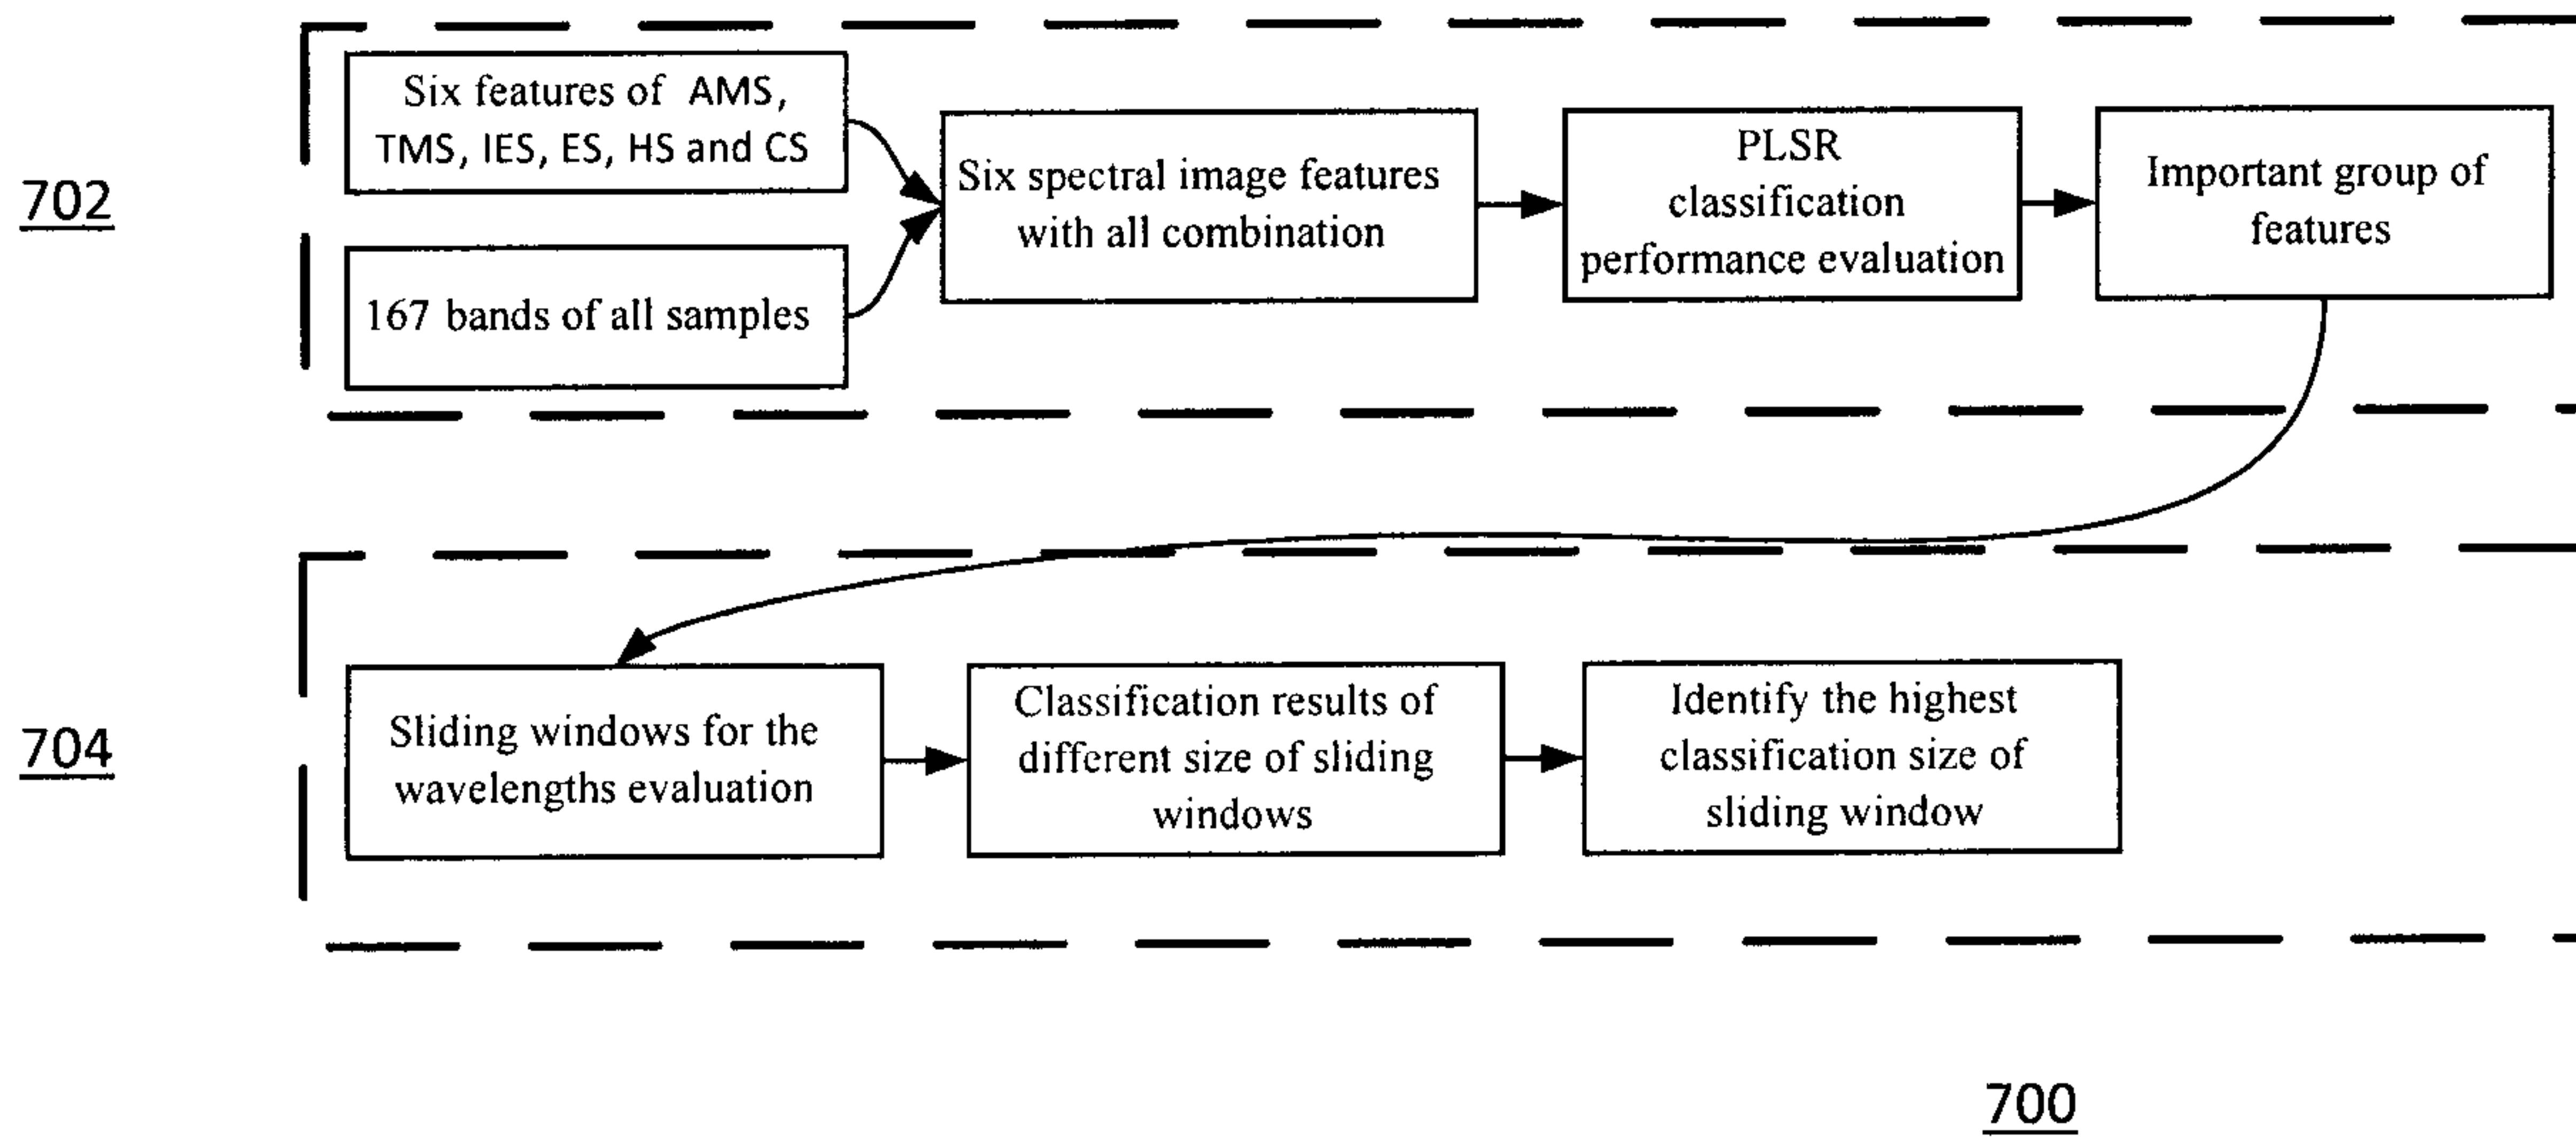 702
Six features of AMS,
TMS, IES, ES, HS and CS
167 bands of all samples
Six spectral image features
with all combination
PLSR
classification
performance evaluation
Important group of
features
704
Sliding windows for the
wavelengths evaluation
Classification results of
different size of sliding
windows
Identify the highest
classification size of
sliding window
700